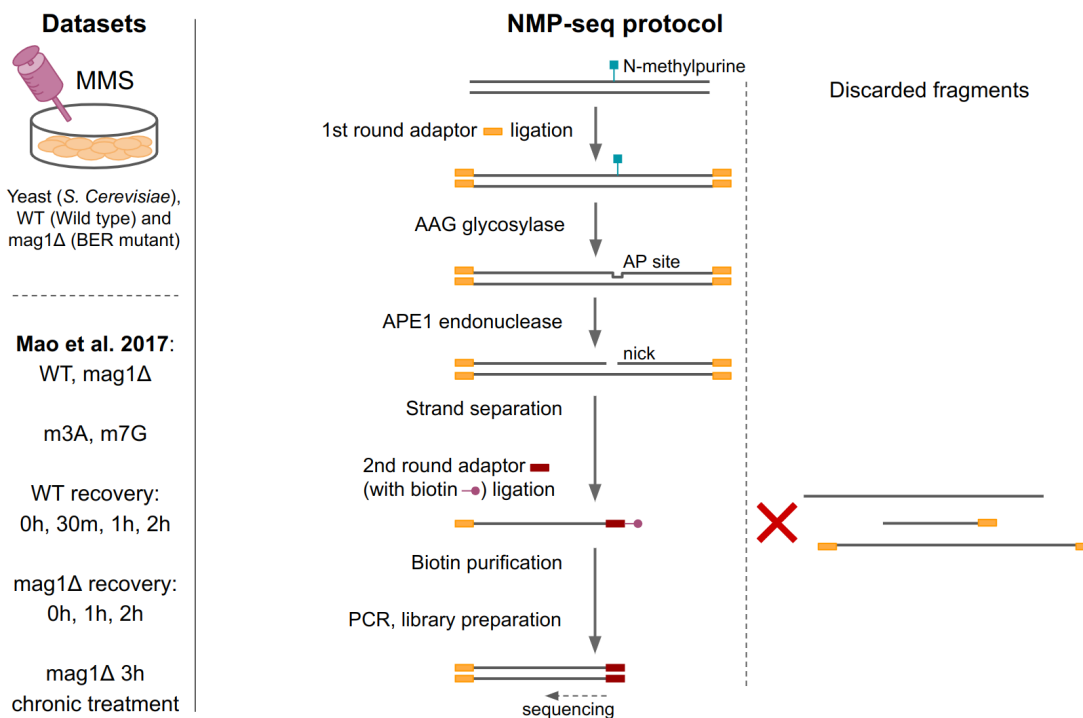 Datasets
MMS
Yeast (S. Cerevisiae),
WT (Wild type) and
mag1Δ (BER mutant)
Mao et al. 2017:
WT, mag1Δ
m3A, m7G
WT recovery:
0h, 30m, 1h, 2h
mag1Δ recovery:
0h, 1h, 2h
mag1Δ 3h
chronic treatment
NMP-seq protocol
N-methylpurine
1st round adaptor ligation
AAG glycosylase
AP site
APE1 endonuclease
nick
Strand separation
2nd round adaptor
(with biotin ) ligation
Biotin purification
PCR, library preparation
sequencing
Discarded fragments